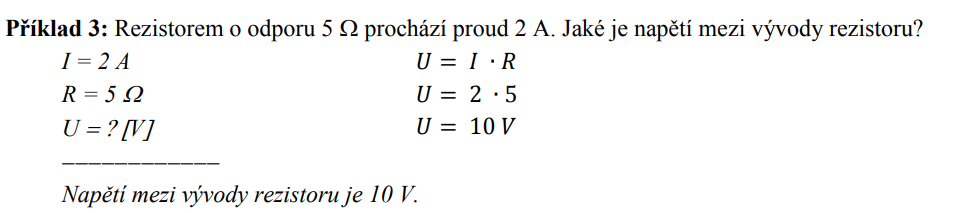 Příklad 3: Rezistorem o odporu 5 Ω prochází proud 2 A. Jaké je napětí mezi vývody rezistoru?
I = 2 A U = I · R
R = 5 Ω U = 2 · 5
U = ? [V] U = 10 V
____________
Napětí mezi vývody rezistoru je 10 V.